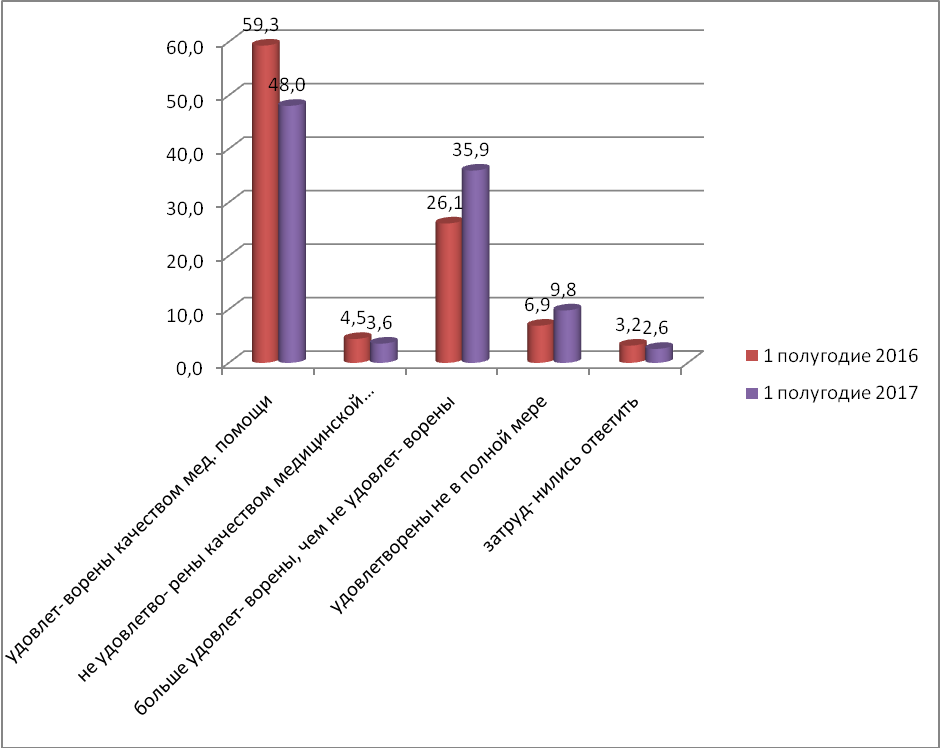 59,3
48,0
4,5
3,6
26,1
35,9
6,9
9,8
3,2
2,6
60,0
50,0
40,0
30,0
20,0
10,0
0,0
удовлет- ворены качеством мед. помощи
не удовлетво- рены качеством медицинской...
больше удовлет- ворены, чем не удовлет- ворены
удовлетворены не в полной мере
затруд- нились ответить
1 полугодие 2016
1 полугодие 2017